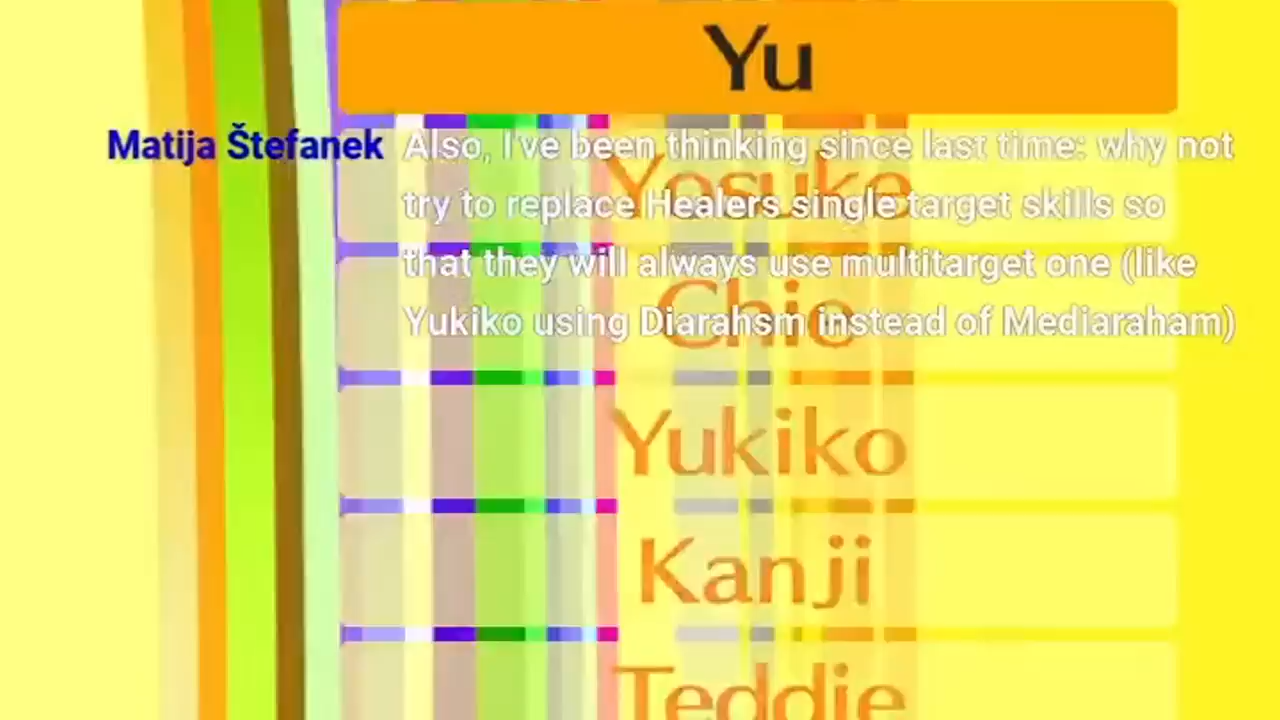 Yu
Matija Štefanek Also, I've been thinking since last time: why not
try to replace Healers single target skills so
that they will always use multitarget one (like
Yukiko using Diarahsm instead of Mediaraham)
Yosuke
Chie
Yukiko
Kanji
Teddie